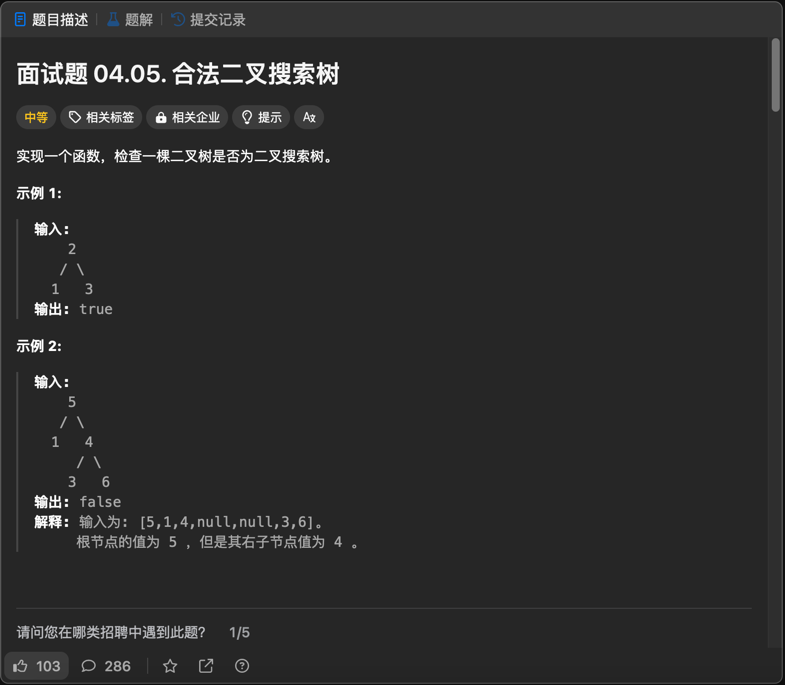 题目描述 题解 提交记录
面试题 04.05. 合法二叉搜索树
中等 相关标签 相关企业 提示 Ax
实现一个函数，检查一棵二叉树是否为二叉搜索树。
示例 1:
输入:
2
/ \
1 3
输出: true
示例 2:
输入:
5
/ \
1 4
/ \
3 6
输出: false
解释: 输入为: [5,1,4,null,null,3,6]。
根节点的值为 5 ，但是其右子节点值为 4 。
请问您在哪类招聘中遇到此题? 1/5
103 286